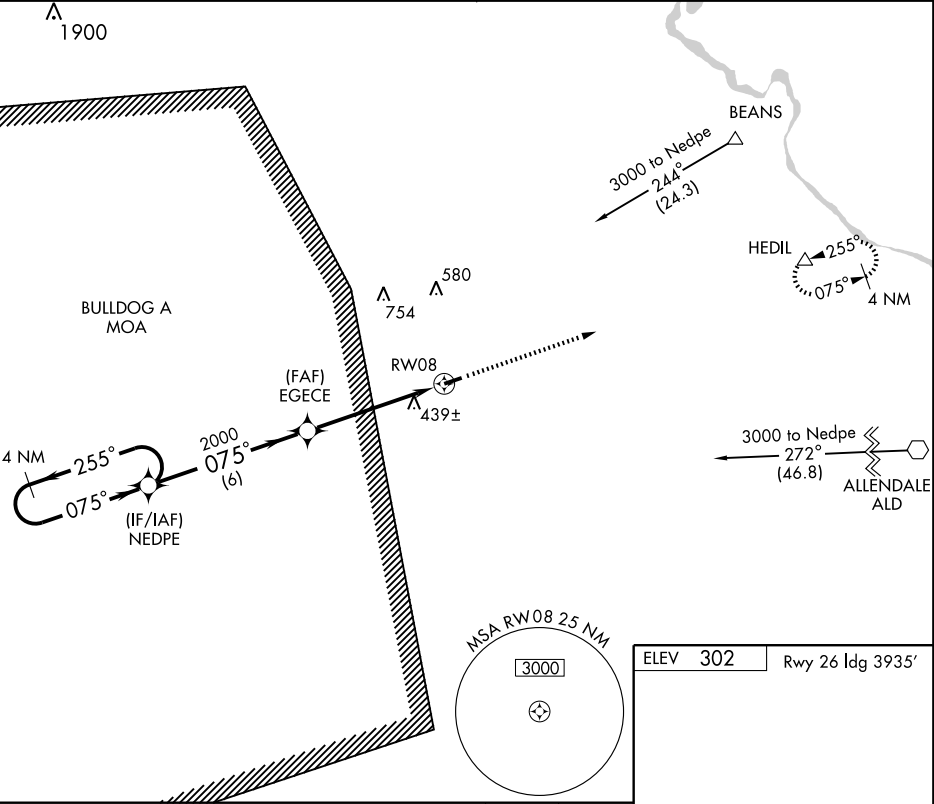 1900
BEANS
3000 to Nedpe
244°
(24.3)
HEDIL
255°
075°
4 NM
BULLDOG A
MOA
580
754
RW08
(FAF)
EGECE
439±
2000
075°
(6)
4 NM
255°
075°
(IF/IAF)
NEDPE
3000 to Nedpe
272°
(46.8)
ALLENDALE
ALD
MSA RW08 25 NM
3000
ELEV 302
Rwy 26 ldg 3935'